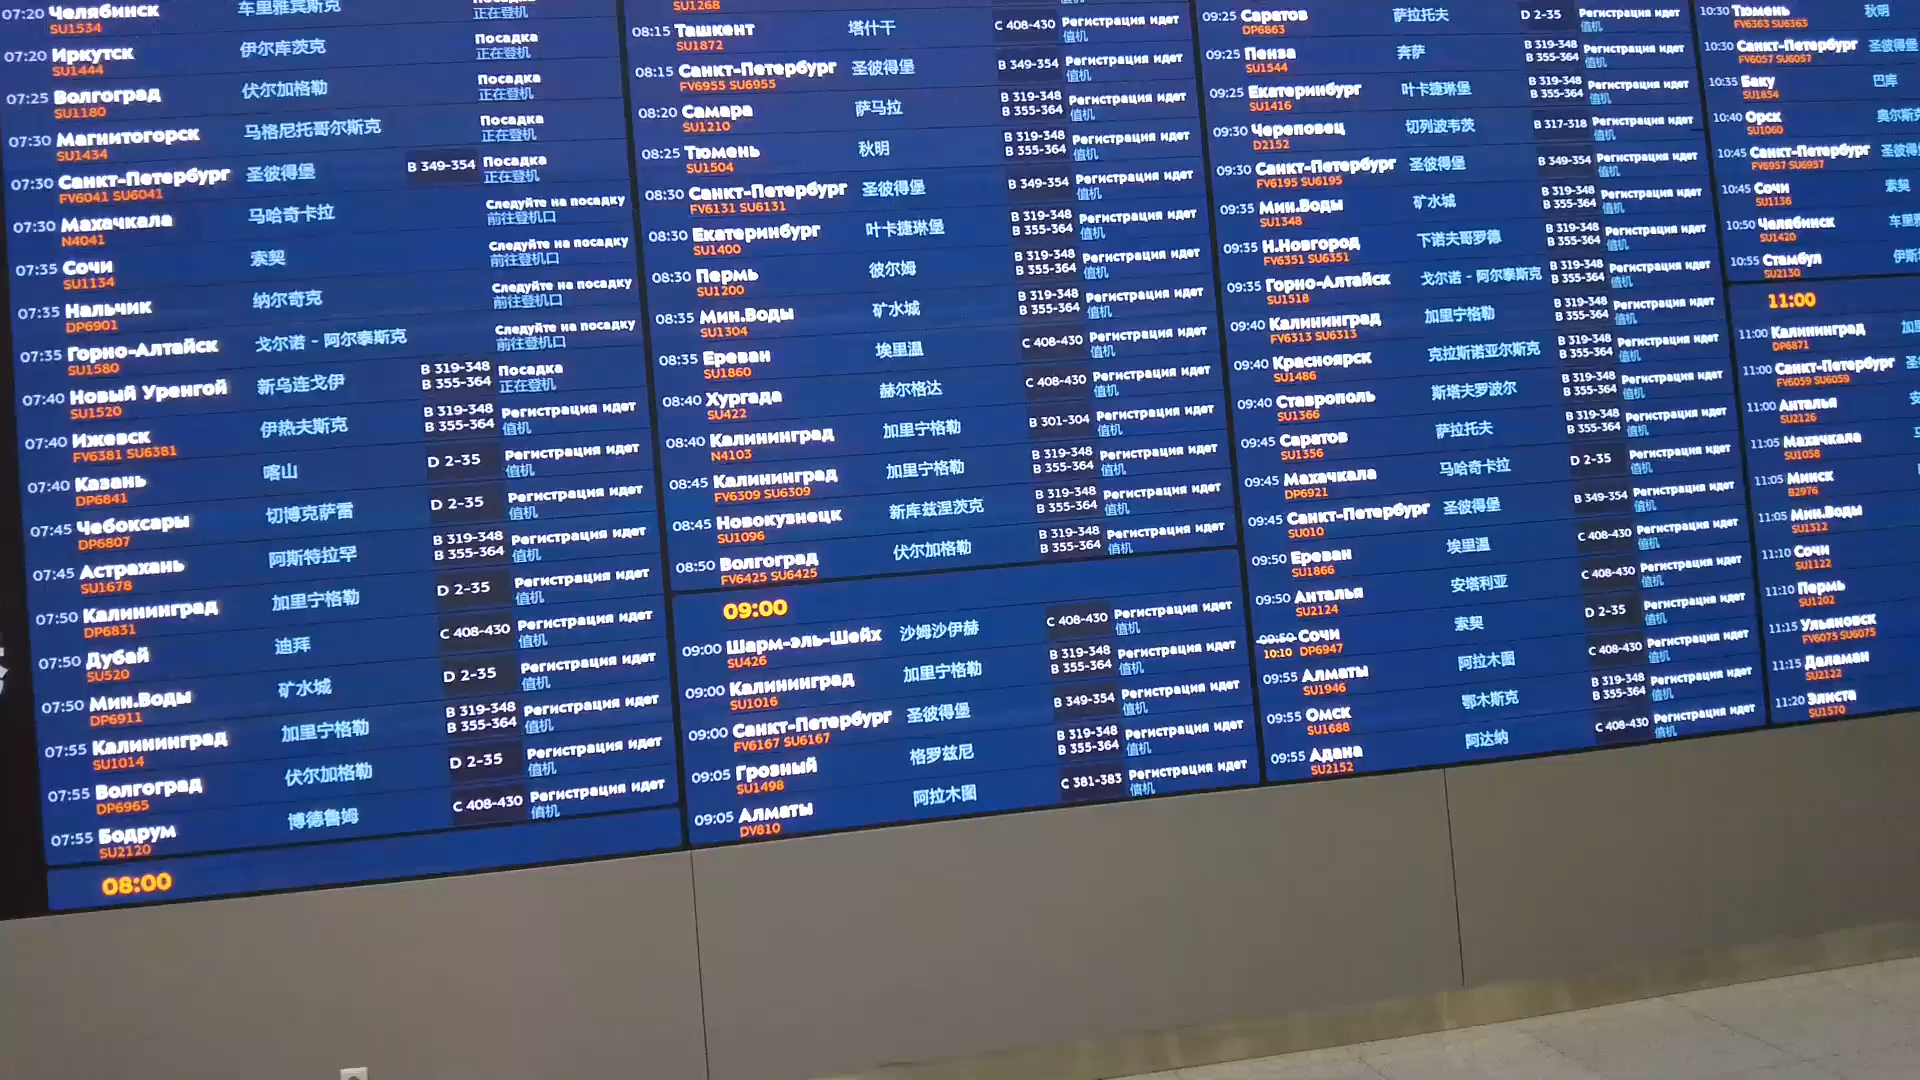 07:20 Челябинск 车里雅宾斯克 Посадка
SU1534 正在登机
07:20 Иркутск 伊尔库茨克 Посадка
SU1444 正在登机
07:25 Волгоград 伏尔加格勒 Посадка
SU1180 正在登机
07:30 Магнитогорск 马格尼托哥尔斯克 Посадка
SU1434 正在登机
07:30 Санкт-Петербург 圣彼得堡 B 349-354 Посадка
FV6041 SU6041 正在登机
07:30 Махачкала 马哈奇卡拉 Следуйте на посадку
N4041 前往登机口
07:35 Сочи 索契 Следуйте на посадку
SU1134 前往登机口
07:35 Нальчик 纳尔奇克 Следуйте на посадку
DP6901 前往登机口
07:35 Горно-Алтайск 戈尔诺 - 阿尔泰斯克 Следуйте на посадку
SU1580 前往登机口
07:40 Новый Уренгой 新乌连戈伊 B 319-348 Посадка
SU1520 B 355-364 正在登机
07:40 Ижевск 伊热夫斯克 B 319-348 Регистрация идет
FV6381 SU6381 B 355-364 值机
07:40 Казань 喀山 D 2-35 Регистрация идет
DP6841 值机
07:45 Чебоксары 切博克萨雷 D 2-35 Регистрация идет
DP6807 值机
07:45 Астрахань 阿斯特拉罕 B 319-348 Регистрация идет
SU1678 B 355-364 值机
07:50 Калининград 加里宁格勒 D 2-35 Регистрация идет
DP6831 值机
07:50 Дубай 迪拜 C 408-430 Регистрация идет
SU520 值机
07:50 Мин.Воды 矿水城 D 2-35 Регистрация идет
DP6911 值机
07:55 Калининград 加里宁格勒 B 319-348 Регистрация идет
SU1014 B 355-364 值机
07:55 Волгоград 伏尔加格勒 D 2-35 Регистрация идет
DP6965 值机
07:55 Бодрум 博德鲁姆 C 408-430 Регистрация идет
SU2120 值机
08:00
SU1268
08:15 Ташкент 塔什干 C 408-430 Регистрация идет
SU1872 值机
08:15 Санкт-Петербург 圣彼得堡 B 349-354 Регистрация идет
FV6955 SU6955 值机
08:20 Самара 萨马拉 B 319-348 Регистрация идет
SU1210 B 355-364 值机
08:25 Тюмень 秋明 B 319-348 Регистрация идет
SU1504 B 355-364 值机
08:30 Санкт-Петербург 圣彼得堡 B 349-354 Регистрация идет
FV6131 SU6131 值机
08:30 Екатеринбург 叶卡捷琳堡 B 319-348 Регистрация идет
SU1400 B 355-364 值机
08:30 Пермь 彼尔姆 B 319-348 Регистрация идет
SU1200 B 355-364 值机
08:35 Мин.Воды 矿水城 B 319-348 Регистрация идет
SU1304 B 355-364 值机
08:35 Ереван 埃里温 C 408-430 Регистрация идет
SU1860 值机
08:40 Хургада 赫尔格达 C 408-430 Регистрация идет
SU422 值机
08:40 Калининград 加里宁格勒 B 301-304 Регистрация идет
N4103 值机
08:45 Калининград 加里宁格勒 B 319-348 Регистрация идет
FV6309 SU6309 B 355-364 值机
08:45 Новокузнецк 新库兹涅茨克 B 319-348 Регистрация идет
SU1096 B 355-364 值机
08:50 Волгоград 伏尔加格勒 B 319-348 Регистрация идет
FV6425 SU6425 B 355-364 值机
09:00
09:00 Шарм-эль-Шейх 沙姆沙伊赫 C 408-430 Регистрация идет
SU426 值机
09:00 Калининград 加里宁格勒 B 319-348 Регистрация идет
SU1016 B 355-364 值机
09:00 Санкт-Петербург 圣彼得堡 B 349-354 Регистрация идет
FV6167 SU6167 值机
09:05 Грозный 格罗兹尼 B 319-348 Регистрация идет
SU1498 B 355-364 值机
09:05 Алматы 阿拉木图 C 381-383 Регистрация идет
DV810 值机
09:25 Саратов 萨拉托夫 D 2-35 Регистрация идет
DP6863 值机
09:25 Пенза 奔萨 B 319-348 Регистрация идет
SU1544 B 355-364 值机
09:25 Екатеринбург 叶卡捷琳堡 B 319-348 Регистрация идет
SU1416 B 355-364 值机
09:30 Череповец 切列波韦茨 B 317-318 Регистрация идет
D2152 值机
09:30 Санкт-Петербург 圣彼得堡 B 349-354 Регистрация идет
FV6195 SU6195 值机
09:35 Мин.Воды 矿水城 B 319-348 Регистрация идет
SU1348 B 355-364 值机
09:35 Н.Новгород 下诺夫哥罗德 B 319-348 Регистрация идет
FV6351 SU6351 B 355-364 值机
09:35 Горно-Алтайск 戈尔诺 - 阿尔泰斯克 B 319-348 Регистрация идет
SU1518 B 355-364 值机
09:40 Калининград 加里宁格勒 B 319-348 Регистрация идет
FV6313 SU6313 B 355-364 值机
09:40 Красноярск 克拉斯诺亚尔斯克 B 319-348 Регистрация идет
SU1486 B 355-364 值机
09:40 Ставрополь 斯塔夫罗波尔 B 319-348 Регистрация идет
SU1366 B 355-364 值机
09:45 Саратов 萨拉托夫 B 319-348 Регистрация идет
SU1356 B 355-364 值机
09:45 Махачкала 马哈奇卡拉 D 2-35 Регистрация идет
DP6921 值机
09:45 Санкт-Петербург 圣彼得堡 B 349-354 Регистрация идет
SU010 值机
09:50 Ереван 埃里温 C 408-430 Регистрация идет
SU1866 值机
09:50 Анталья 安塔利亚 C 408-430 Регистрация идет
SU2124 值机
09:50 Сочи 索契 D 2-35 Регистрация идет
10:10 DP6947 值机
09:55 Алматы 阿拉木图 C 408-430 Регистрация идет
SU1946 值机
09:55 Омск 鄂木斯克 B 319-348 Регистрация идет
SU1688 B 355-364 值机
09:55 Адана 阿达纳 C 408-430 Регистрация идет
SU2152 值机
10:30 Тюмень 秋明
FV6363 SU6363
10:30 Санкт-Петербург 圣彼得堡
FV6057 SU6057
10:35 Баку 巴库
SU1854
10:40 Орск 奥尔斯
SU1060
10:45 Санкт-Петербург 圣彼得
FV6957 SU6957
10:45 Сочи 索契
SU1136
10:50 Челябинск 车里
SU1420
10:55 Стамбул 伊斯
SU2130
11:00
11:00 Калининград 加
DP6871
11:00 Санкт-Петербург
FV6059 SU6059
11:00 Анталья
SU2126
11:05 Махачкала
SU1058
11:05 Минск
B2976
11:05 Мин.Воды
SU1312
11:10 Сочи
SU1122
11:10 Пермь
SU1202
11:15 Ульяновск
FV6075 SU6075
11:15 Даламан
SU2122
11:20 Элиста
SU1570